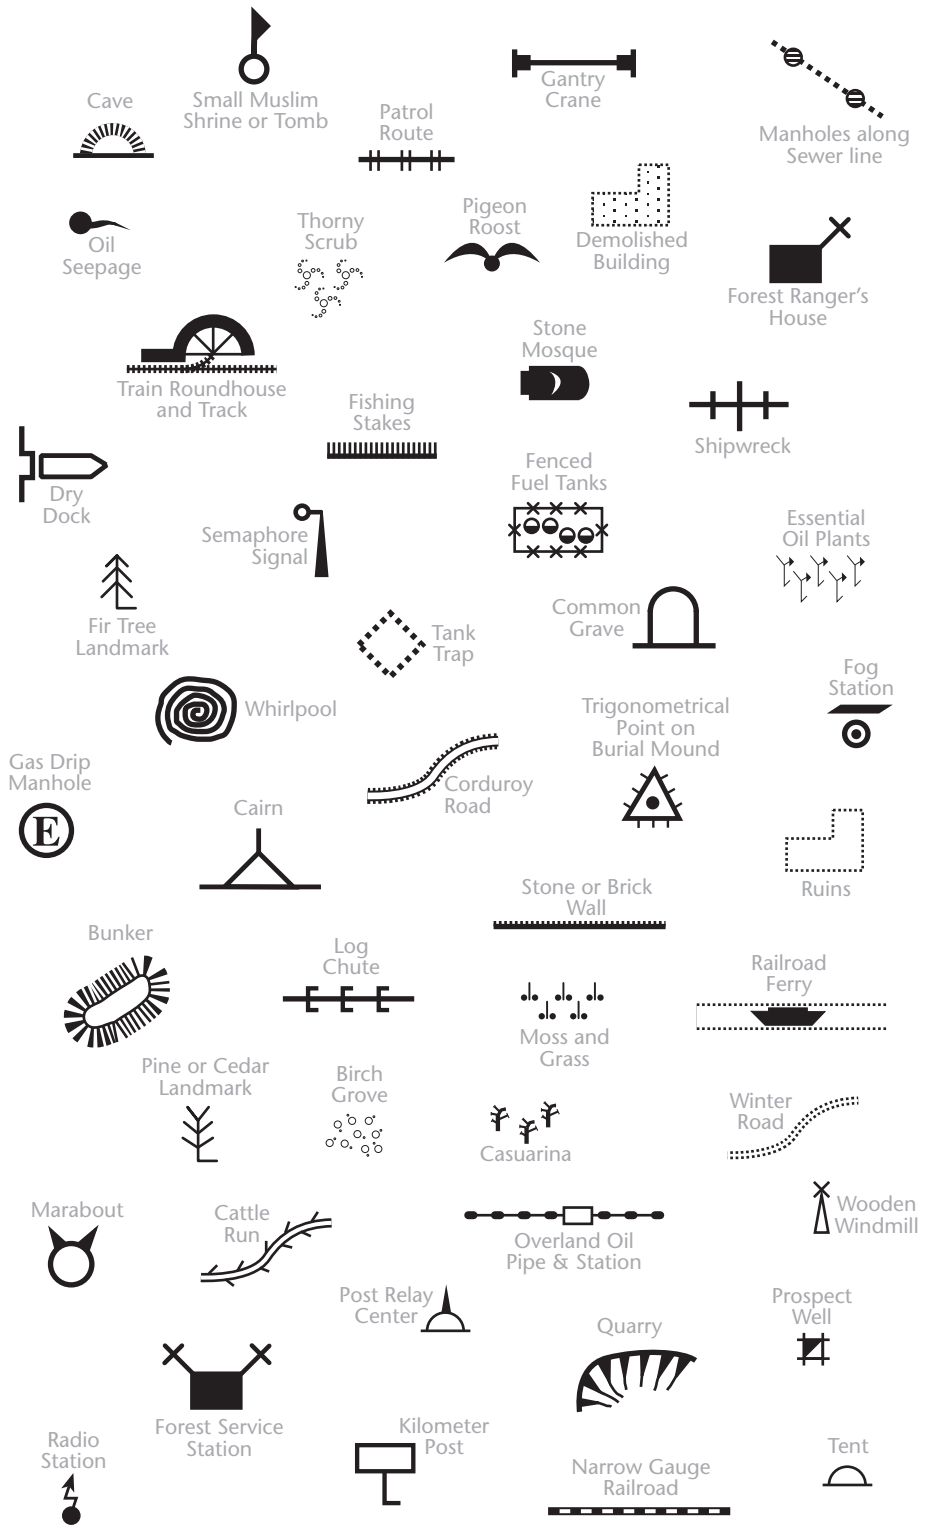 Small Muslim
Shrine or Tomb
Gantry
Crane
Cave
Patrol
Route
Manholes along
Sewer line
Oil
Seepage
Thorny
Scrub
Pigeon
Roost
Demolished
Building
Forest Ranger’s
House
Train Roundhouse
and Track
Stone
Mosque
Fishing
Stakes
Shipwreck
Dry
Dock
Fenced
Fuel Tanks
Semaphore
Signal
Essential
Oil Plants
Fir Tree
Landmark
Common
Grave
Tank
Trap
Fog
Station
Whirlpool
Trigonometrical
Point on
Burial Mound
Gas Drip
Manhole
E
Corduroy
Road
Cairn
Ruins
Stone or Brick
Wall
Bunker
Log
Chute
Railroad
Ferry
Moss and
Grass
Pine or Cedar
Landmark
Birch
Grove
Winter
Road
Casuarina
Marabout
Cattle
Run
Wooden
Windmill
Overland Oil
Pipe & Station
Post Relay
Center
Prospect
Well
Quarry
Forest Service
Station
Kilometer
Post
Radio
Station
Narrow Gauge
Railroad
Tent